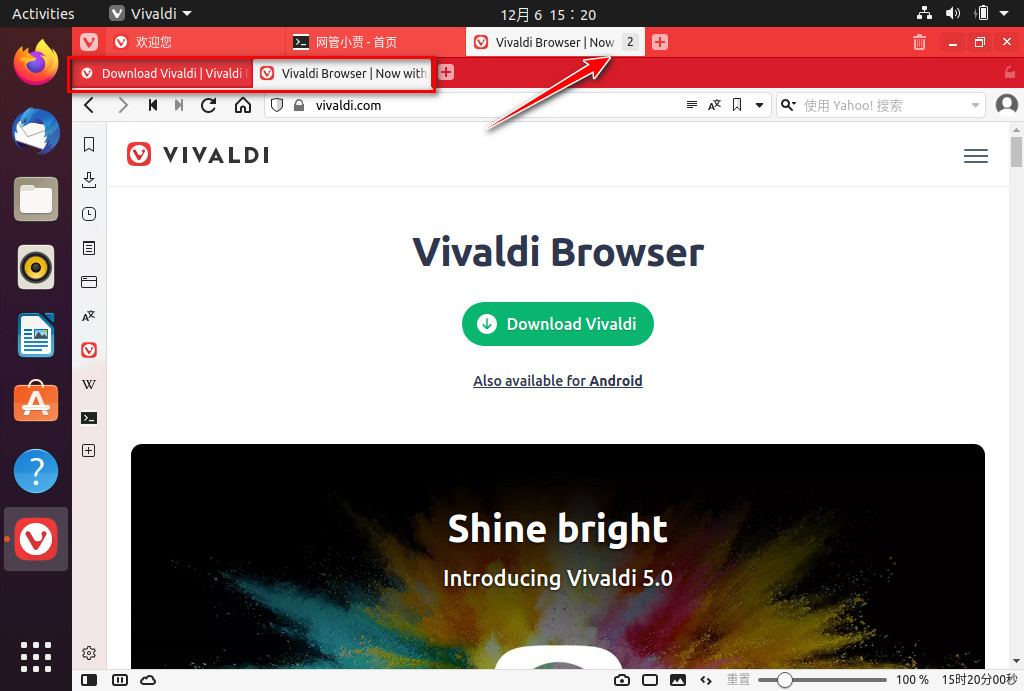 Activities Vivaldi 12月 6 15：20
欢迎您 网管小贾 - 首页 Vivaldi Browser | Now 2
Download Vivaldi | Vivaldi Vivaldi Browser | Now with
vivaldi.com 使用 Yahoo! 搜索
VIVALDI
Vivaldi Browser
Download Vivaldi
Also available for Android
Shine bright
Introducing Vivaldi 5.0
重置 100 % 15时20分00秒